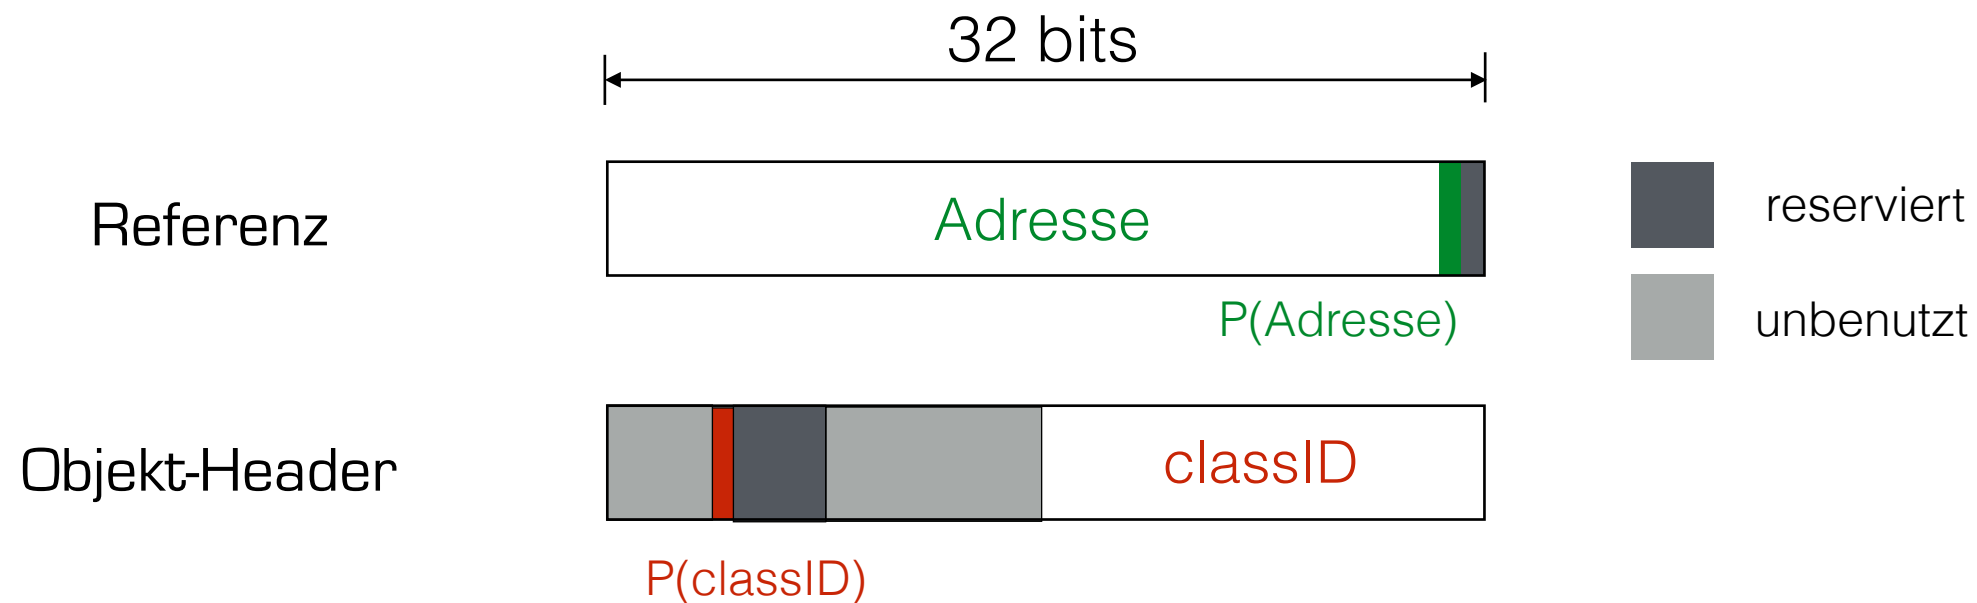 32 bits
Referenz
Adresse
reserviert
P(Adresse)
unbenutzt
Objekt-Header
classID
P(classID)